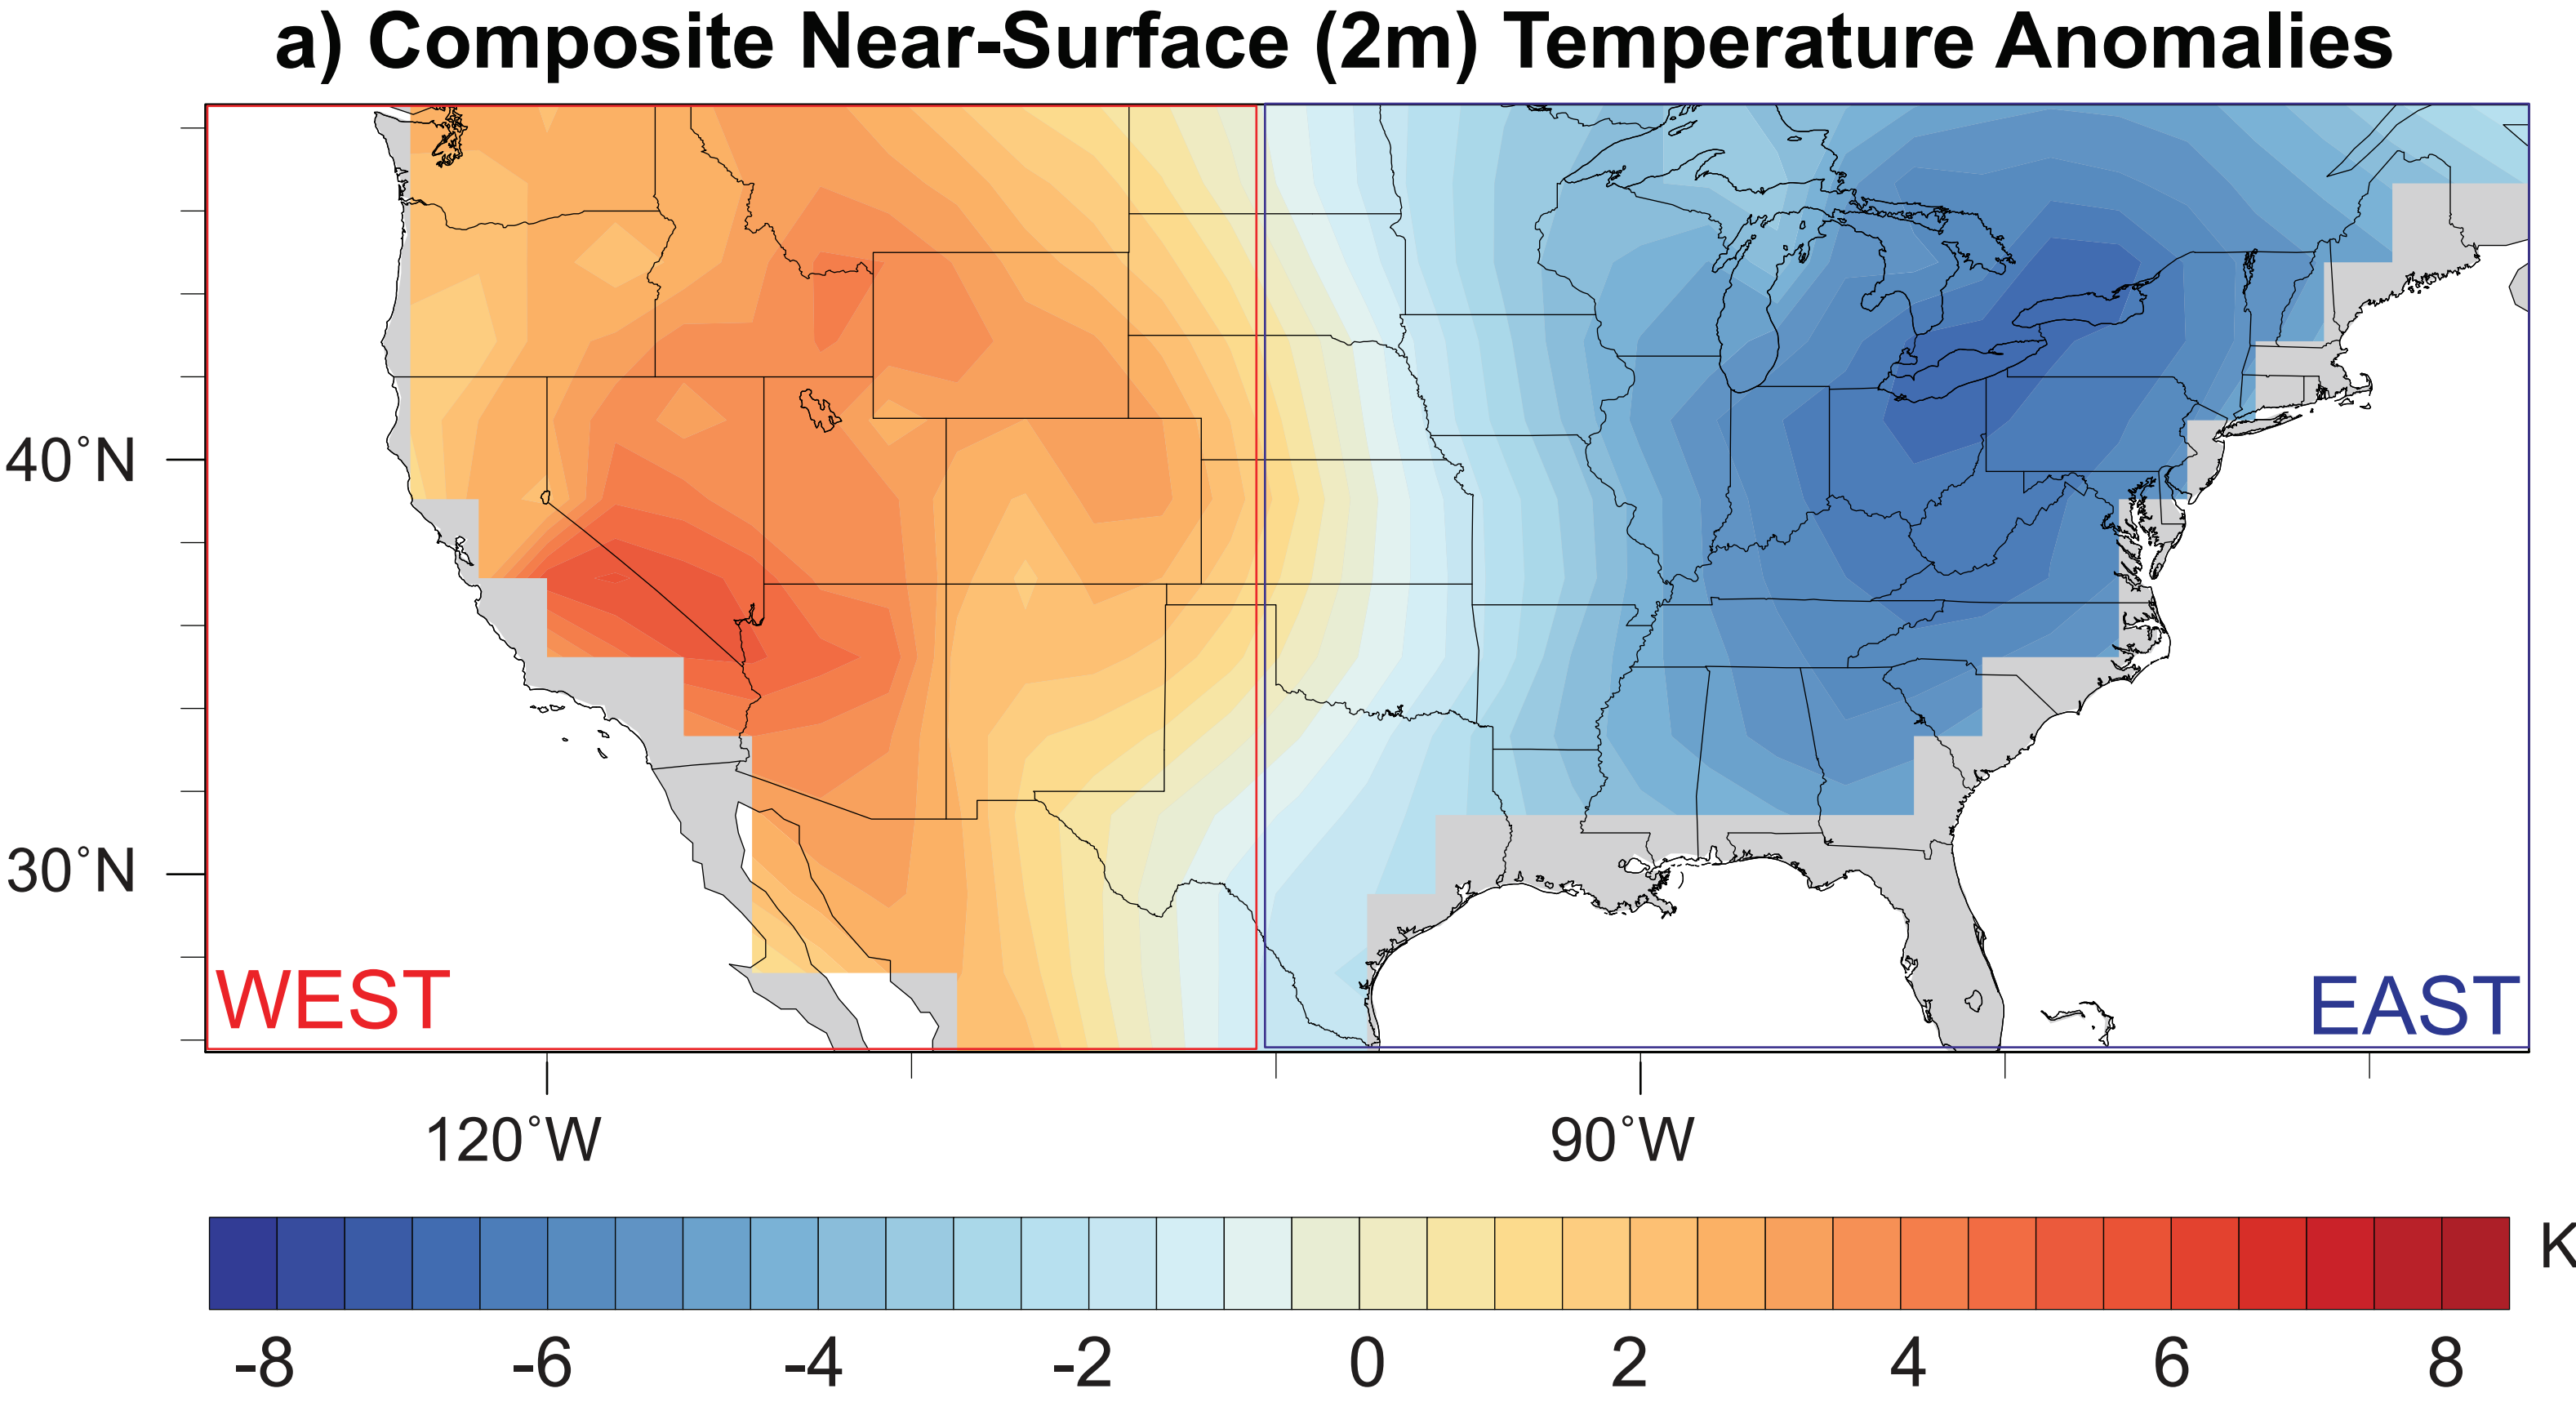 a) Composite Near-Surface (2m) Temperature Anomalies
40˚N
30˚N
WEST
EAST
120˚W
90˚W
K
-8
-6
-4
-2
0
2
4
6
8